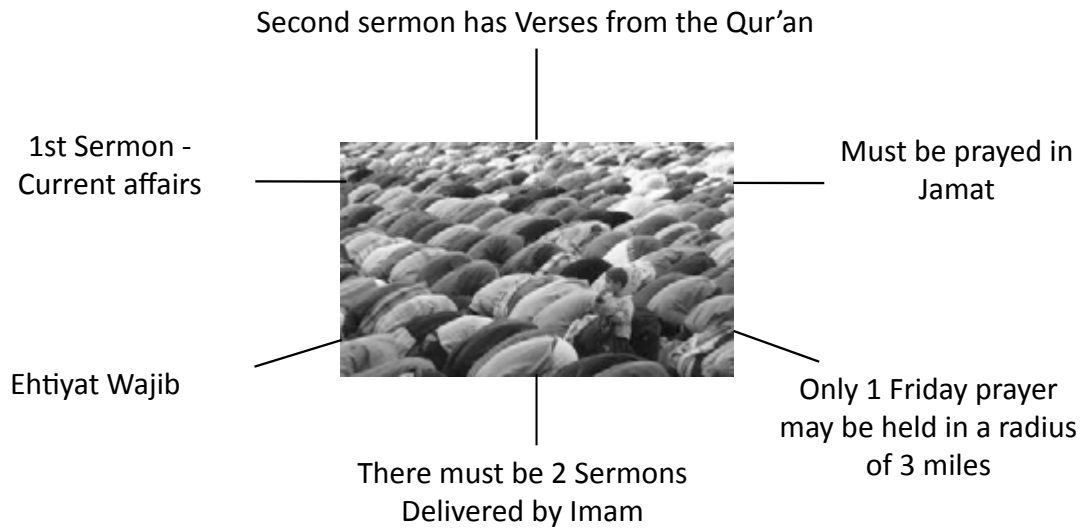 Second sermon has Verses from the Qur’an
1st Sermon -
Current affairs
Must be prayed in
Jamat
Ehtiyat Wajib
Only 1 Friday prayer
may be held in a radius
of 3 miles
There must be 2 Sermons
Delivered by Imam